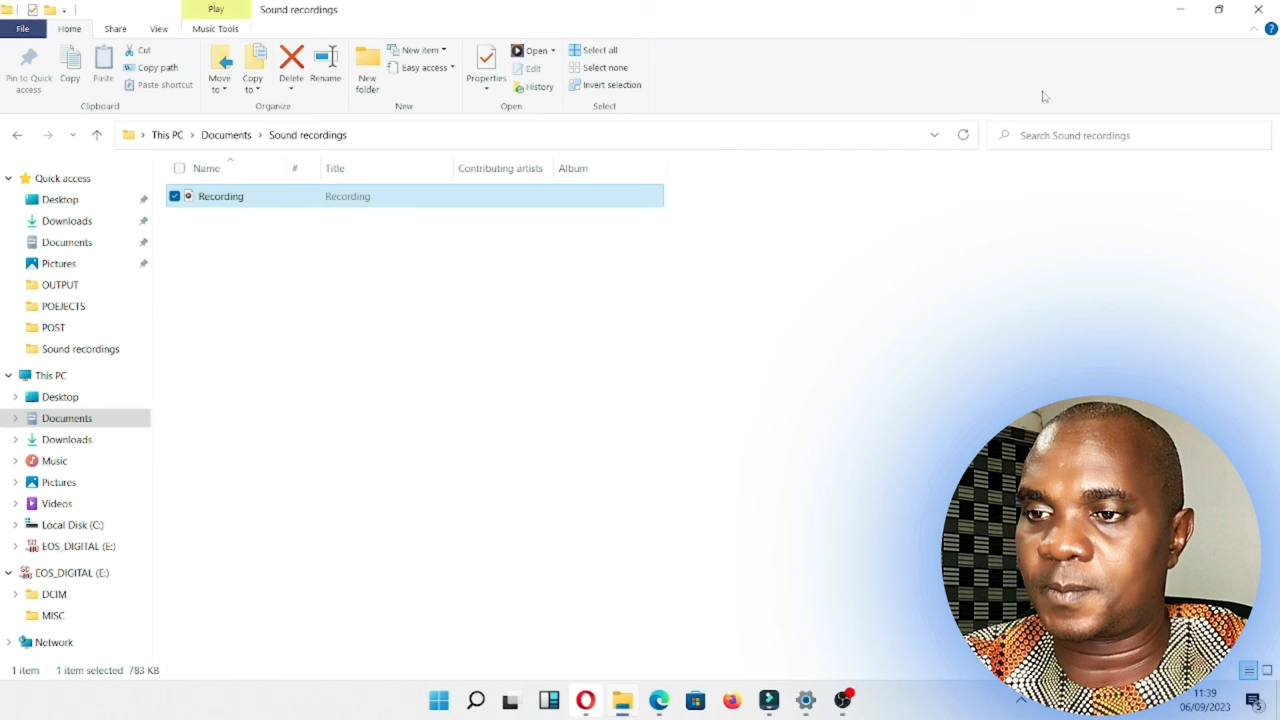 Play
Sound recordings
File
Home
Share
View
Music Tools
Pin to Quick access
Copy
Paste
Cut
Copy path
Paste shortcut
Clipboard
Move to
Copy to
Delete
Rename
Organize
New folder
New item
Easy access
New
Properties
Open
Edit
History
Open
Select all
Select none
Invert selection
Select
This PC > Documents > Sound recordings
Search Sound recordings
Name # Title Contributing artists Album
Recording Recording
Quick access
Desktop
Downloads
Documents
Pictures
OUTPUT
POEJECTS
POST
Sound recordings
This PC
Desktop
Documents
Downloads
Music
Pictures
Videos
Local Disk (C:)
EOS_DIGITAL (E:)
EOS_DIGITAL (E:)
DCIM
MISC
Network
1 item 1 item selected 783 KB
11:39
06/09/2023
5